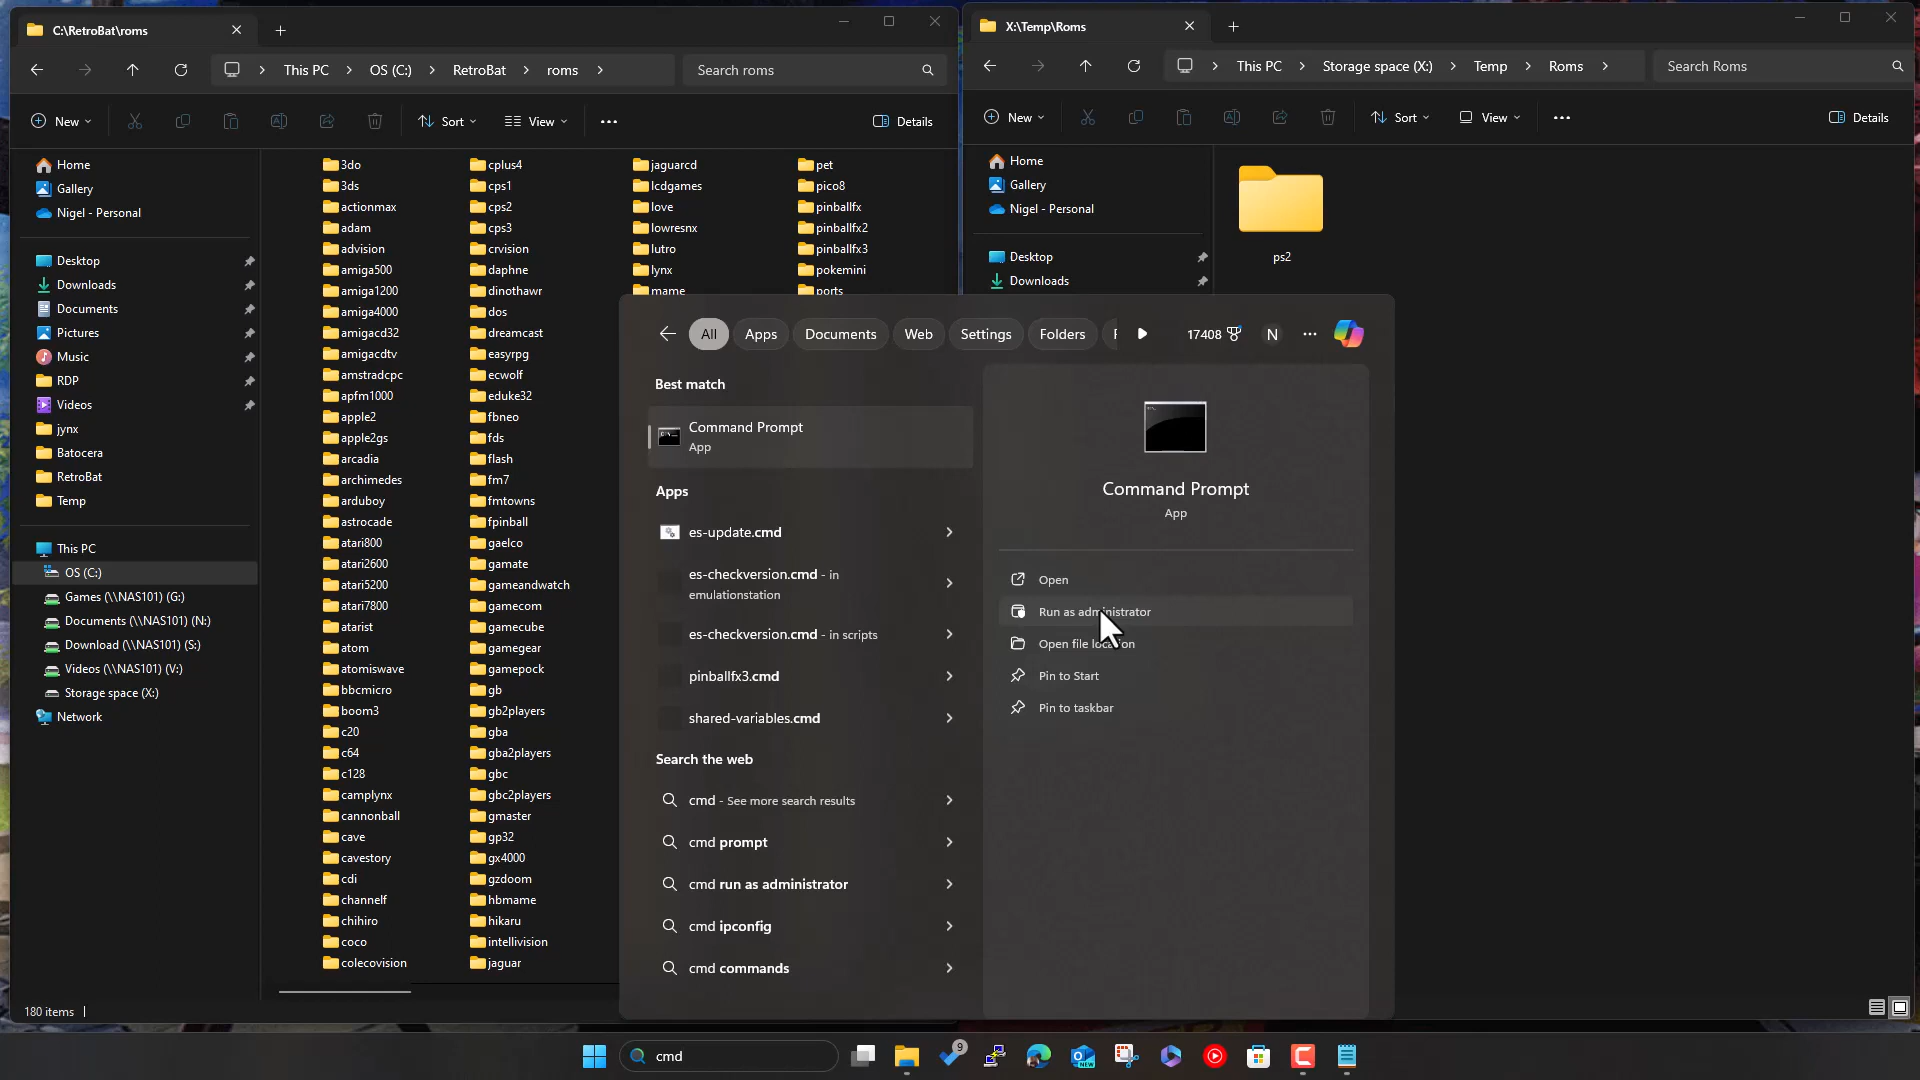 C:\RetroBat\roms
This PC
OS (C:)
RetroBat
roms
Search roms
New
Sort
View
Details
Home
Gallery
Nigel - Personal
Desktop
Downloads
Documents
Pictures
Music
RDP
Videos
jynx
Batocera
RetroBat
Temp
This PC
OS (C:)
Games (\\NAS101) (G:)
Documents (\\NAS101) (N:)
Download (\\NAS101) (S:)
Videos (\\NAS101) (V:)
Storage space (X:)
Network
3do
3ds
actionmax
adam
advision
amiga500
amiga1200
amiga4000
amigacd32
amigacdtv
amstradcpc
apfm1000
apple2
apple2gs
arcadia
archimedes
arduboy
astrocade
atari800
atari2600
atari5200
atari7800
atarist
atom
atomiswave
bbcmicro
boom3
c20
c64
c128
camplynx
cannonball
cave
cavestory
cdi
channelf
chihiro
coco
colecovision
cplus4
cps1
cps2
cps3
crvision
daphne
dinothawr
dos
dreamcast
easyrpg
ecwolf
eduke32
fbneo
fds
flash
fm7
fmtowns
fpinball
gaelco
gamate
gameandwatch
gamecom
gamecube
gamegear
gamepock
gb
gb2players
gba
gba2players
gbc
gbc2players
gmaster
gp32
gx4000
gzdoom
hbmame
hikaru
intellivision
jaguar
jaguarcd
lcdgames
love
lowresnx
lutro
lynx
mame
pet
pico8
pinballfx
pinballfx2
pinballfx3
pokemini
ports
180 items
X:\Temp\Roms
This PC
Storage space (X:)
Temp
Roms
Search Roms
New
Sort
View
Details
Home
Gallery
Nigel - Personal
Desktop
Downloads
ps2
All
Apps
Documents
Web
Settings
Folders
17408
N
Best match
Command Prompt
App
Apps
es-update.cmd
es-checkversion.cmd - in
emulationstation
es-checkversion.cmd - in scripts
pinballfx3.cmd
shared-variables.cmd
Search the web
cmd - See more search results
cmd prompt
cmd run as administrator
cmd ipconfig
cmd commands
Command Prompt
App
Open
Run as administrator
Open file location
Pin to Start
Pin to taskbar
cmd
9
NEW